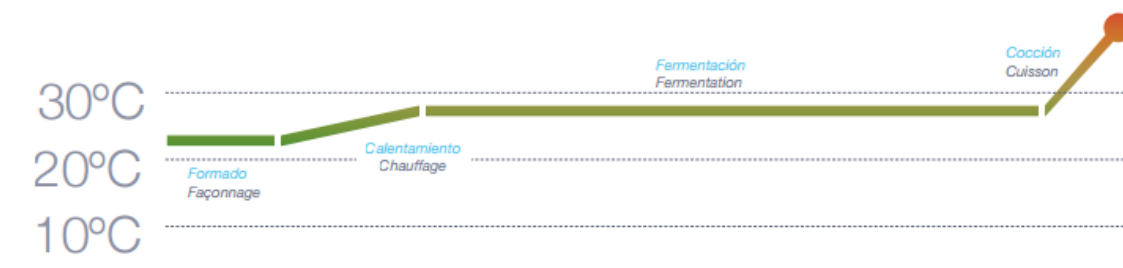 Cocción
Cuisson
Fermentación
Fermentation
30ºC
Calentamiento
Chauffage
20ºC
Formado
Façonnage
10ºC